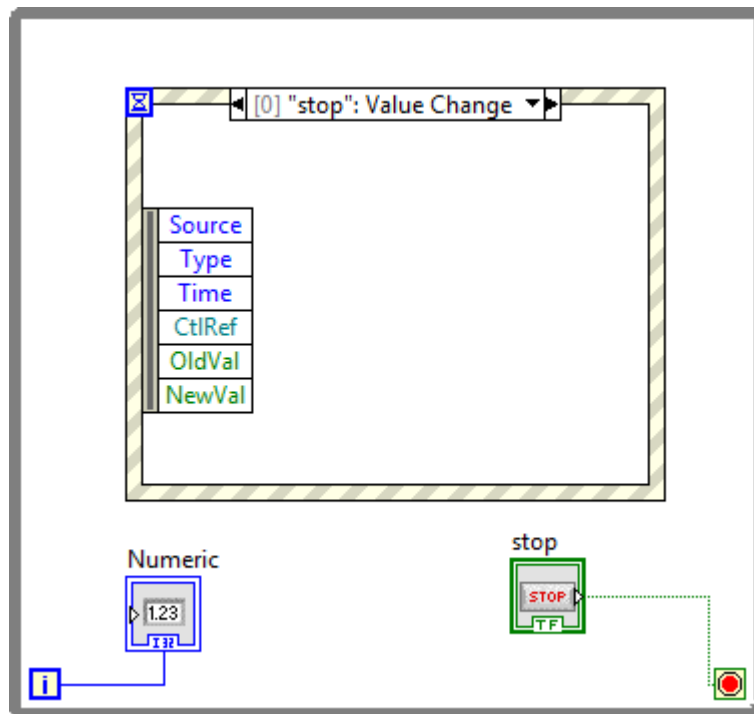 [0] "stop": Value Change
Source
Type
Time
CtlRef
OldVal
NewVal
Numeric
1.23
I32
stop
STOP
TF
i